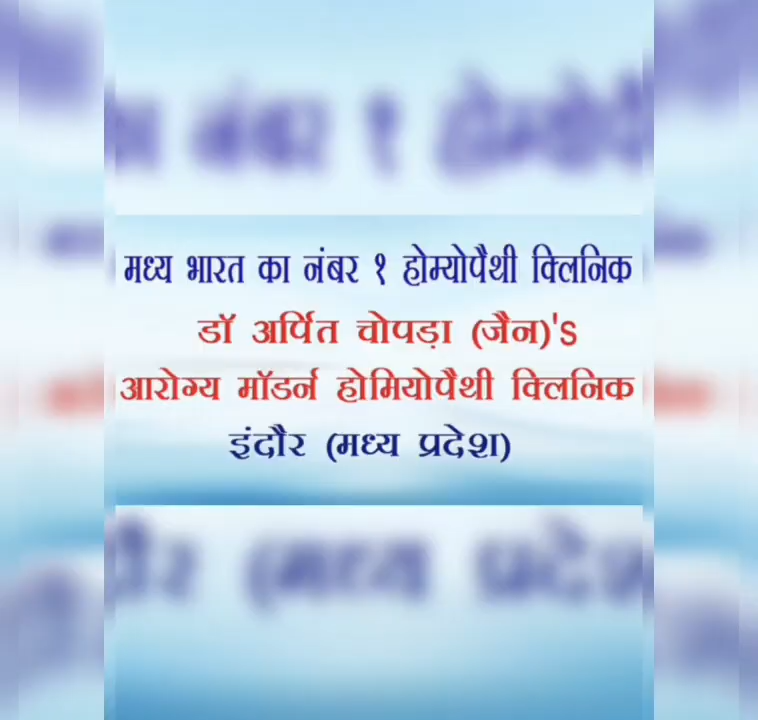 मध्य भारत का नंबर १ होम्योपैथी क्लिनिक
डॉ अर्पित चोपड़ा (जैन)'S
आरोग्य मॉडर्न होमियोपैथी क्लिनिक
इंदौर (मध्य प्रदेश)